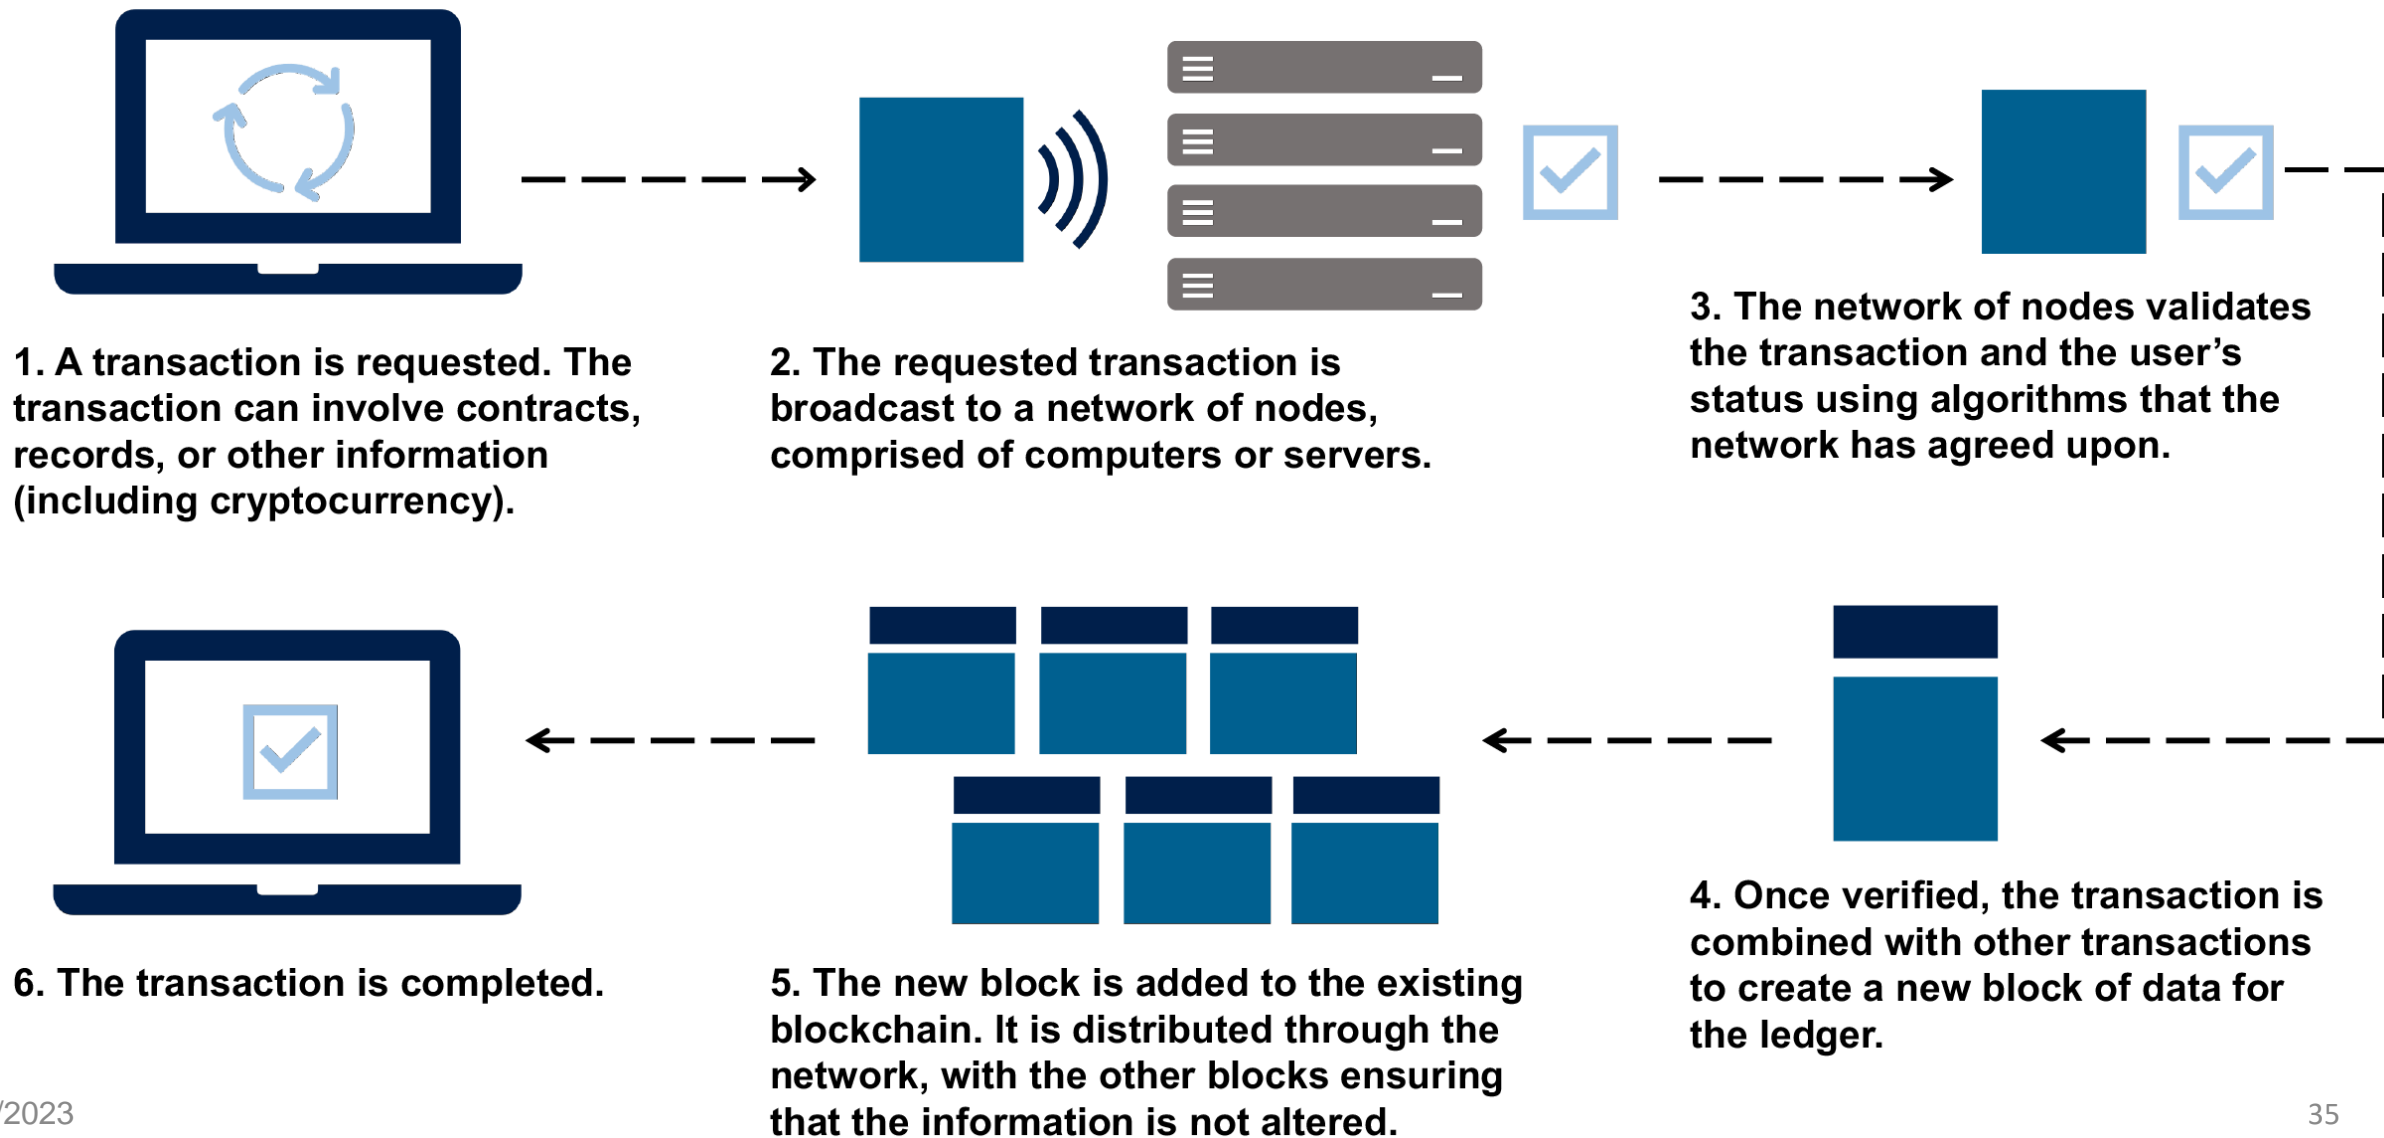 1. A transaction is requested. The
transaction can involve contracts,
records, or other information
(including cryptocurrency).
2. The requested transaction is
broadcast to a network of nodes,
comprised of computers or servers.
3. The network of nodes validates
the transaction and the user’s
status using algorithms that the
network has agreed upon.
4. Once verified, the transaction is
combined with other transactions
to create a new block of data for
the ledger.
5. The new block is added to the existing
blockchain. It is distributed through the
network, with the other blocks ensuring
that the information is not altered.
6. The transaction is completed.
/2023
35